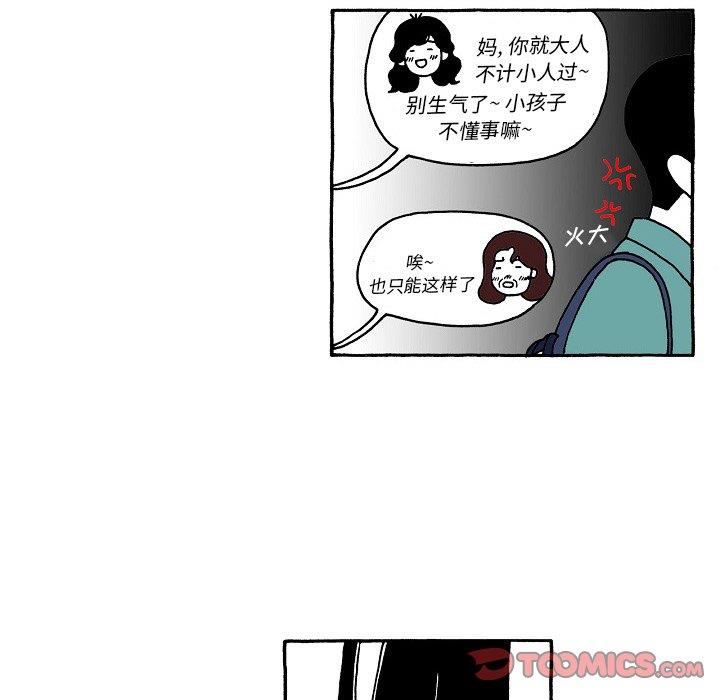 妈, 你就大人
不计小人过~
别生气了~ 小孩子
不懂事嘛~
火大
唉~
也只能这样了
TOOMICS.COM